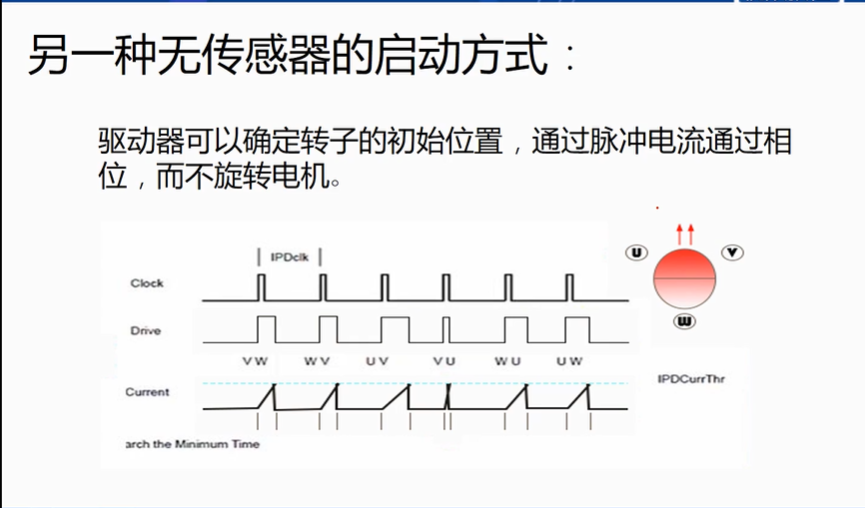 另一种无传感器的启动方式：
驱动器可以确定转子的初始位置，通过脉冲电流通过相
位，而不旋转电机。
IPDclk
Clock
Drive
VW WV UV VU WU UW
Current
arch the Minimum Time
U V
W
IPDCurrThr